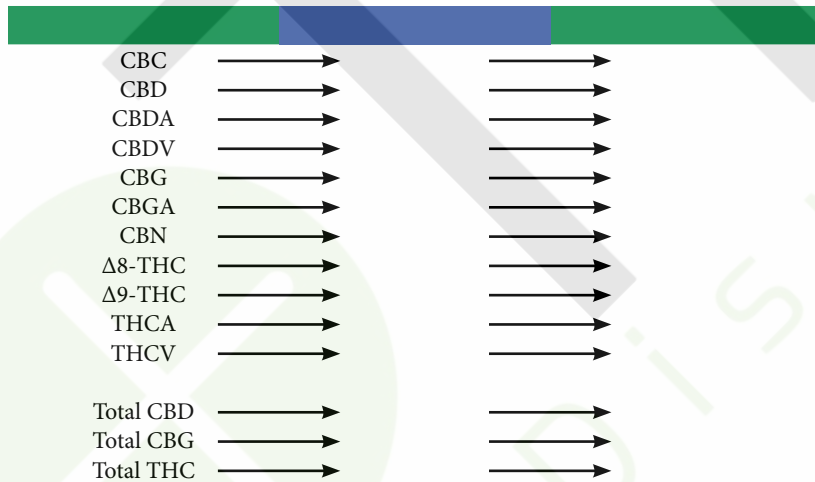 CBC
CBD
CBDA
CBDV
CBG
CBGA
CBN
Δ8-THC
Δ9-THC
THCA
THCV
Total CBD
Total CBG
Total THC
D i s